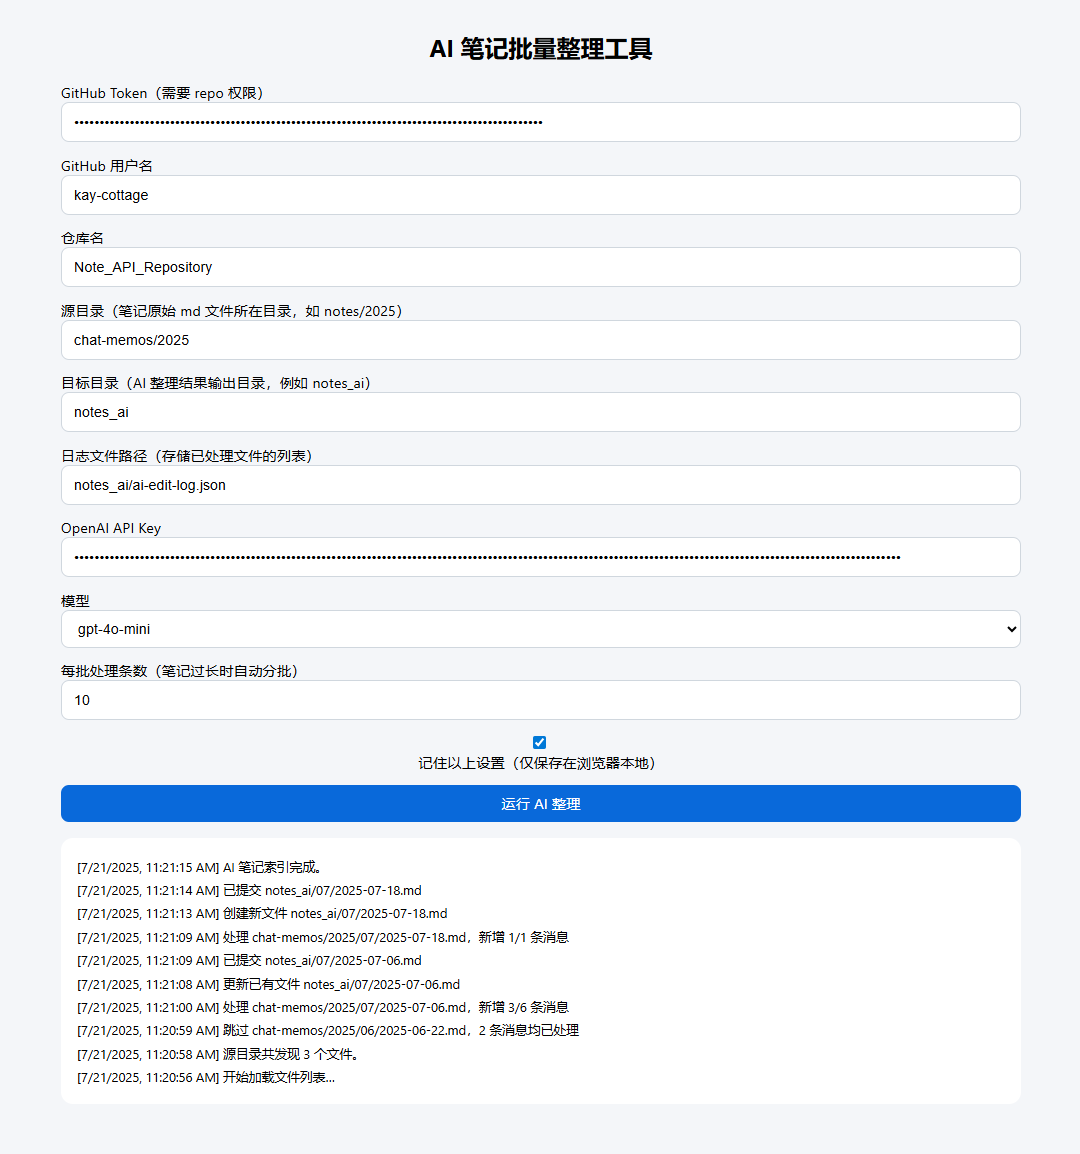 AI 笔记批量整理工具
GitHub Token（需要 repo 权限）
GitHub 用户名
kay-cottage
仓库名
Note_API_Repository
源目录（笔记原始 md 文件所在目录，如 notes/2025）
chat-memos/2025
目标目录（AI 整理结果输出目录，例如 notes_ai）
notes_ai
日志文件路径（存储已处理文件的列表）
notes_ai/ai-edit-log.json
OpenAI API Key
模型
gpt-4o-mini
每批处理条数（笔记过长时自动分批）
10
记住以上设置（仅保存在浏览器本地）
运行 AI 整理
[7/21/2025, 11:21:15 AM] AI 笔记索引完成。
[7/21/2025, 11:21:14 AM] 已提交 notes_ai/07/2025-07-18.md
[7/21/2025, 11:21:13 AM] 创建新文件 notes_ai/07/2025-07-18.md
[7/21/2025, 11:21:09 AM] 处理 chat-memos/2025/07/2025-07-18.md，新增 1/1 条消息
[7/21/2025, 11:21:09 AM] 已提交 notes_ai/07/2025-07-06.md
[7/21/2025, 11:21:08 AM] 更新已有文件 notes_ai/07/2025-07-06.md
[7/21/2025, 11:21:00 AM] 处理 chat-memos/2025/07/2025-07-06.md，新增 3/6 条消息
[7/21/2025, 11:20:59 AM] 跳过 chat-memos/2025/06/2025-06-22.md，2 条消息均已处理
[7/21/2025, 11:20:58 AM] 源目录共发现 3 个文件。
[7/21/2025, 11:20:56 AM] 开始加载文件列表...